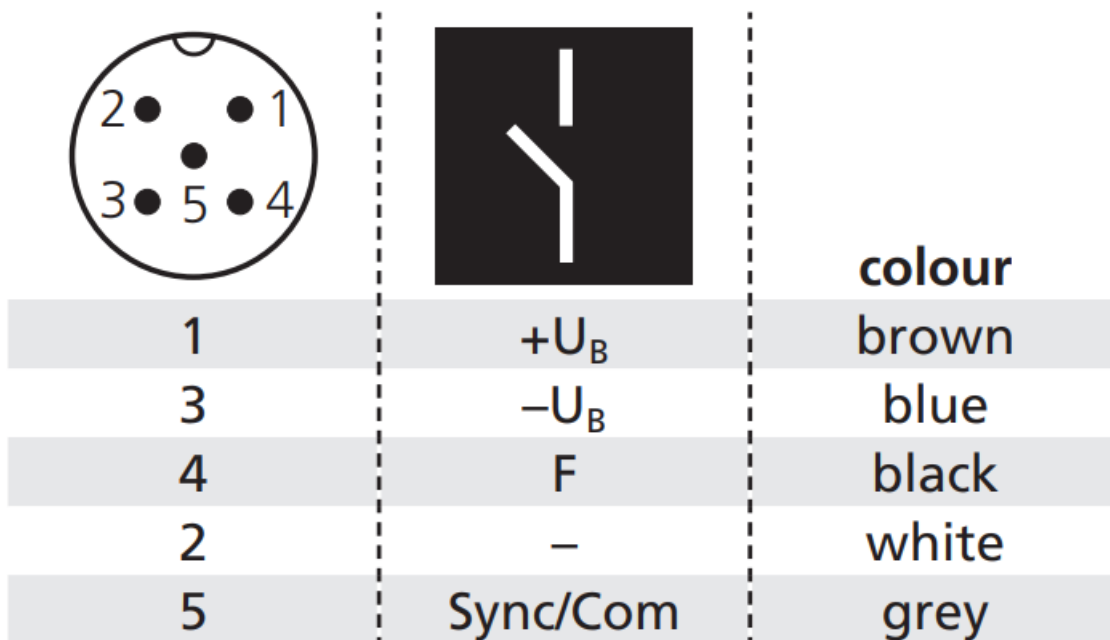 2 1
3 5 4
colour
1 +U_B brown
3 –U_B blue
4 F black
2 – white
5 Sync/Com grey